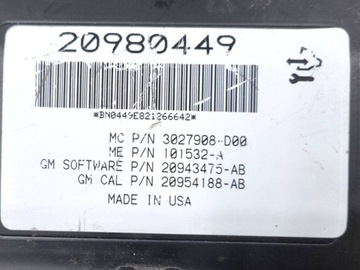 20980449
*BN0449E821266642*
MC P/N 3027908-D00
ME P/N 101532-A
GM SOFTWARE P/N 20943475-AB
GM CAL P/N 20954188-AB
MADE IN USA